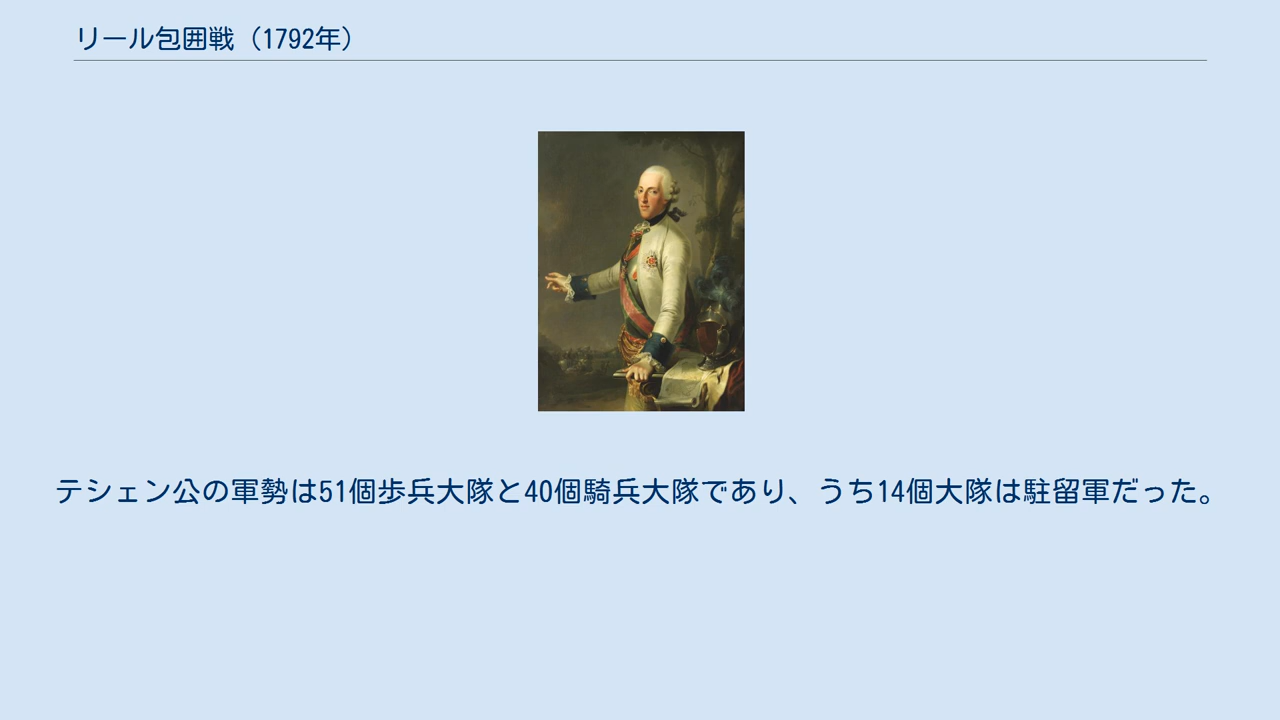 リール包囲戦（1792年）
テシェン公の軍勢は51個歩兵大隊と40個騎兵大隊であり、うち14個大隊は駐留軍だった。